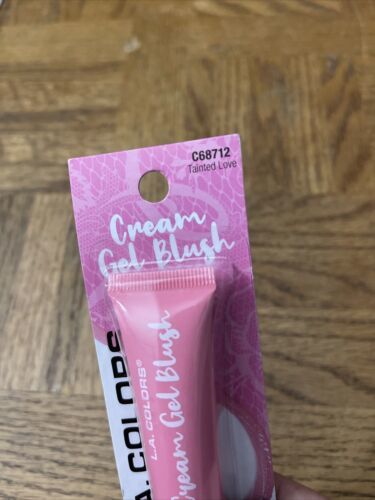 C68712
Tainted Love
Cream
Gel Blush
L.A. COLORS®
Cream Gel Blush
A. COLORS